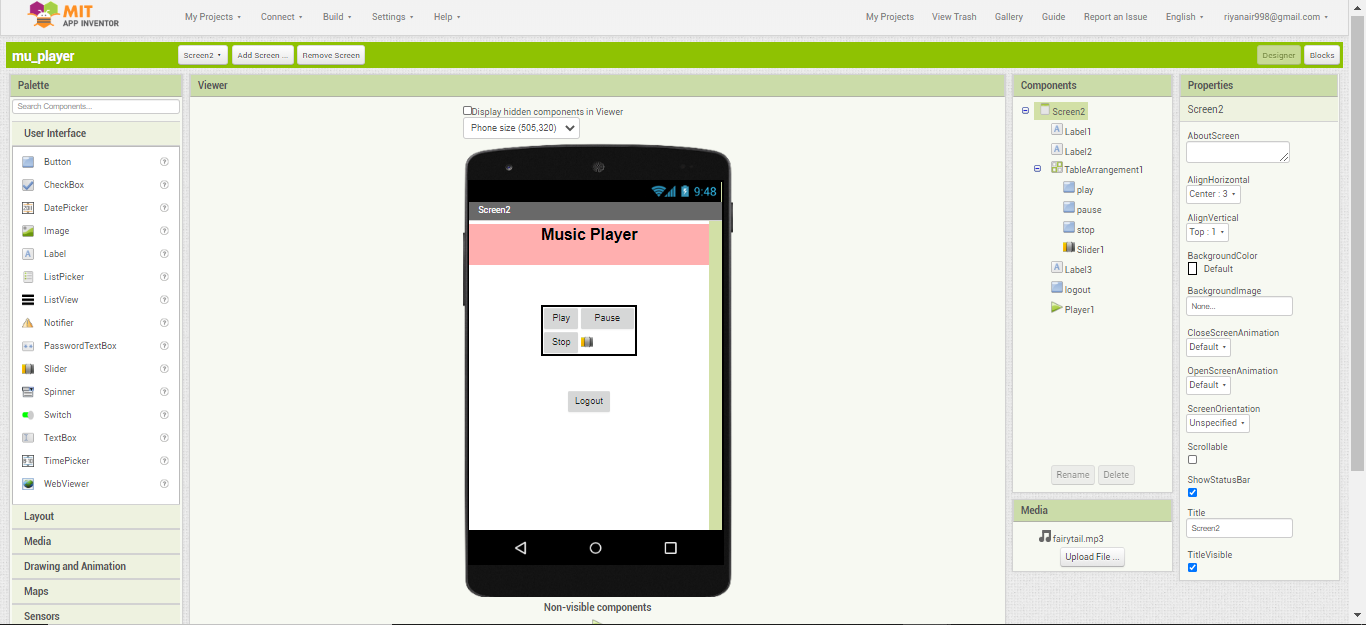 MIT
APP INVENTOR
My Projects
Connect
Build
Settings
Help
My Projects
View Trash
Gallery
Guide
Report an Issue
English
riyanair998@gmail.com
mu_player
Screen2
Add Screen ...
Remove Screen
Designer
Blocks
Palette
Search Components...
User Interface
Button
CheckBox
DatePicker
Image
Label
ListPicker
ListView
Notifier
PasswordTextBox
Slider
Spinner
Switch
TextBox
TimePicker
WebViewer
Layout
Media
Drawing and Animation
Maps
Sensors
Viewer
Display hidden components in Viewer
Phone size (505,320)
9:48
Screen2
Music Player
Play
Pause
Stop
Logout
Non-visible components
Components
Screen2
Label1
Label2
TableArrangement1
play
pause
stop
Slider1
Label3
logout
Player1
Rename
Delete
Media
fairytail.mp3
Upload File ...
Properties
Screen2
AboutScreen
AlignHorizontal
Center : 3
AlignVertical
Top : 1
BackgroundColor
Default
BackgroundImage
None...
CloseScreenAnimation
Default
OpenScreenAnimation
Default
ScreenOrientation
Unspecified
Scrollable
ShowStatusBar
Title
Screen2
TitleVisible